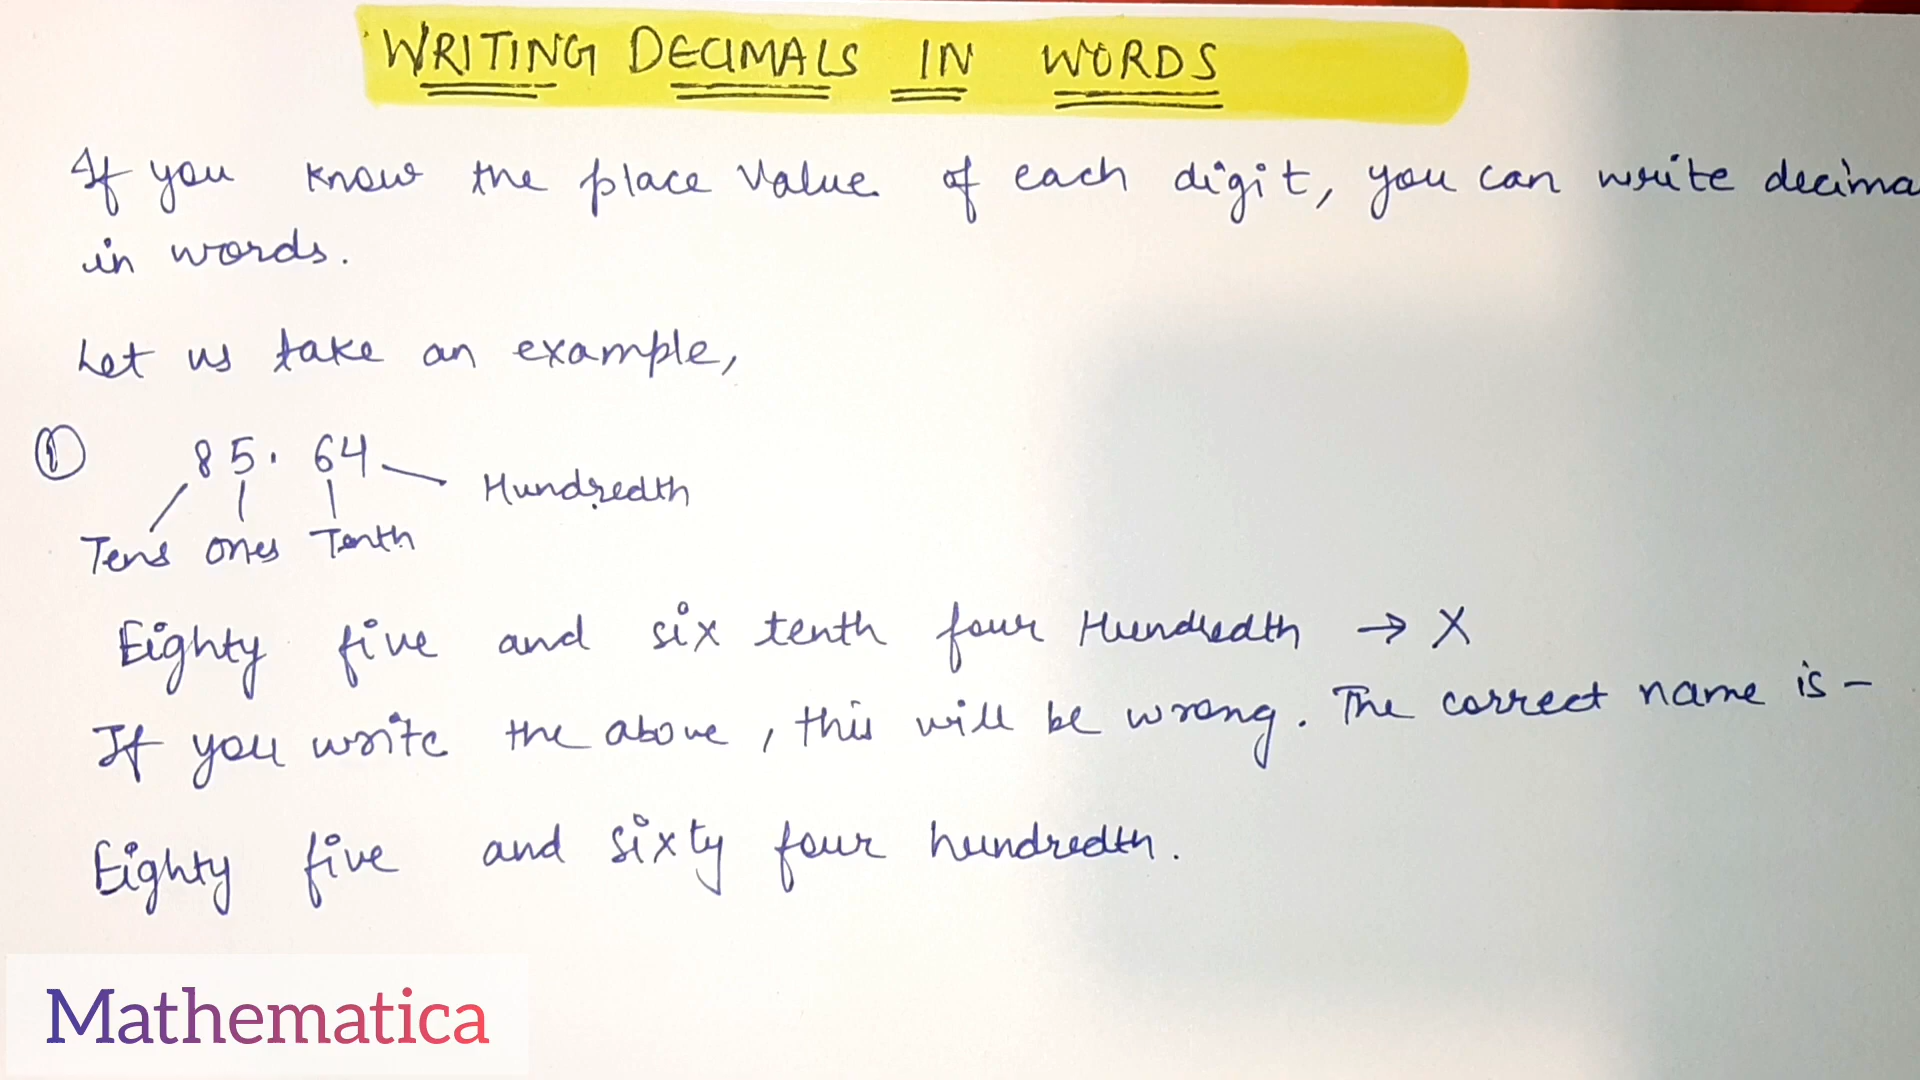 WRITING DECIMALS IN WORDS
If you know the place value of each digit, you can write decima
in words.
Let us take an example,
① 85.64 Hundredth
Tens ones Tenth
Eighty five and six tenth four Hundredth → X
If you write the above, this will be wrong. The correct name is -
Eighty five and sixty four hundredth.
Mathematica